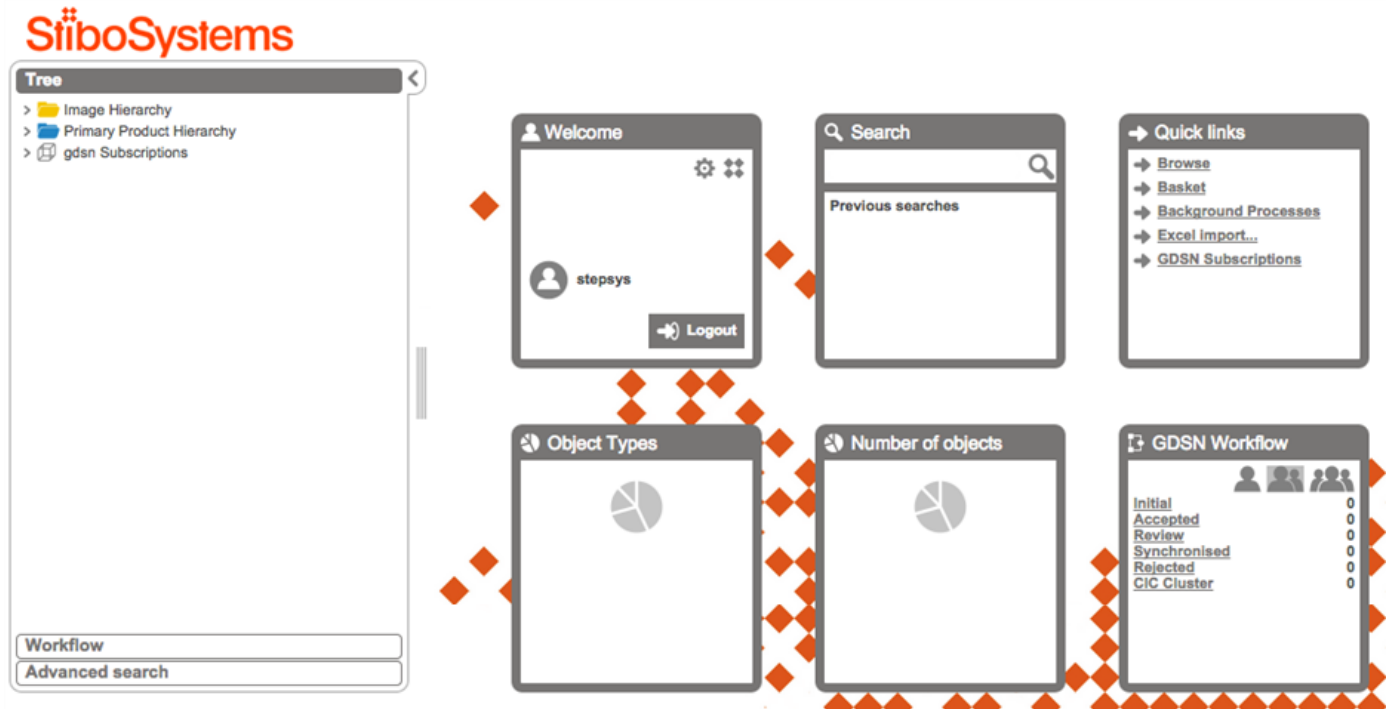 StiboSystems
Tree
Image Hierarchy
Primary Product Hierarchy
gdsn Subscriptions
Workflow
Advanced search
Welcome
stepsys
Logout
Search
Previous searches
Quick links
Browse
Basket
Background Processes
Excel import...
GDSN Subscriptions
Object Types
Number of objects
GDSN Workflow
Initial 0
Accepted 0
Review 0
Synchronised 0
Rejected 0
CIC Cluster 0